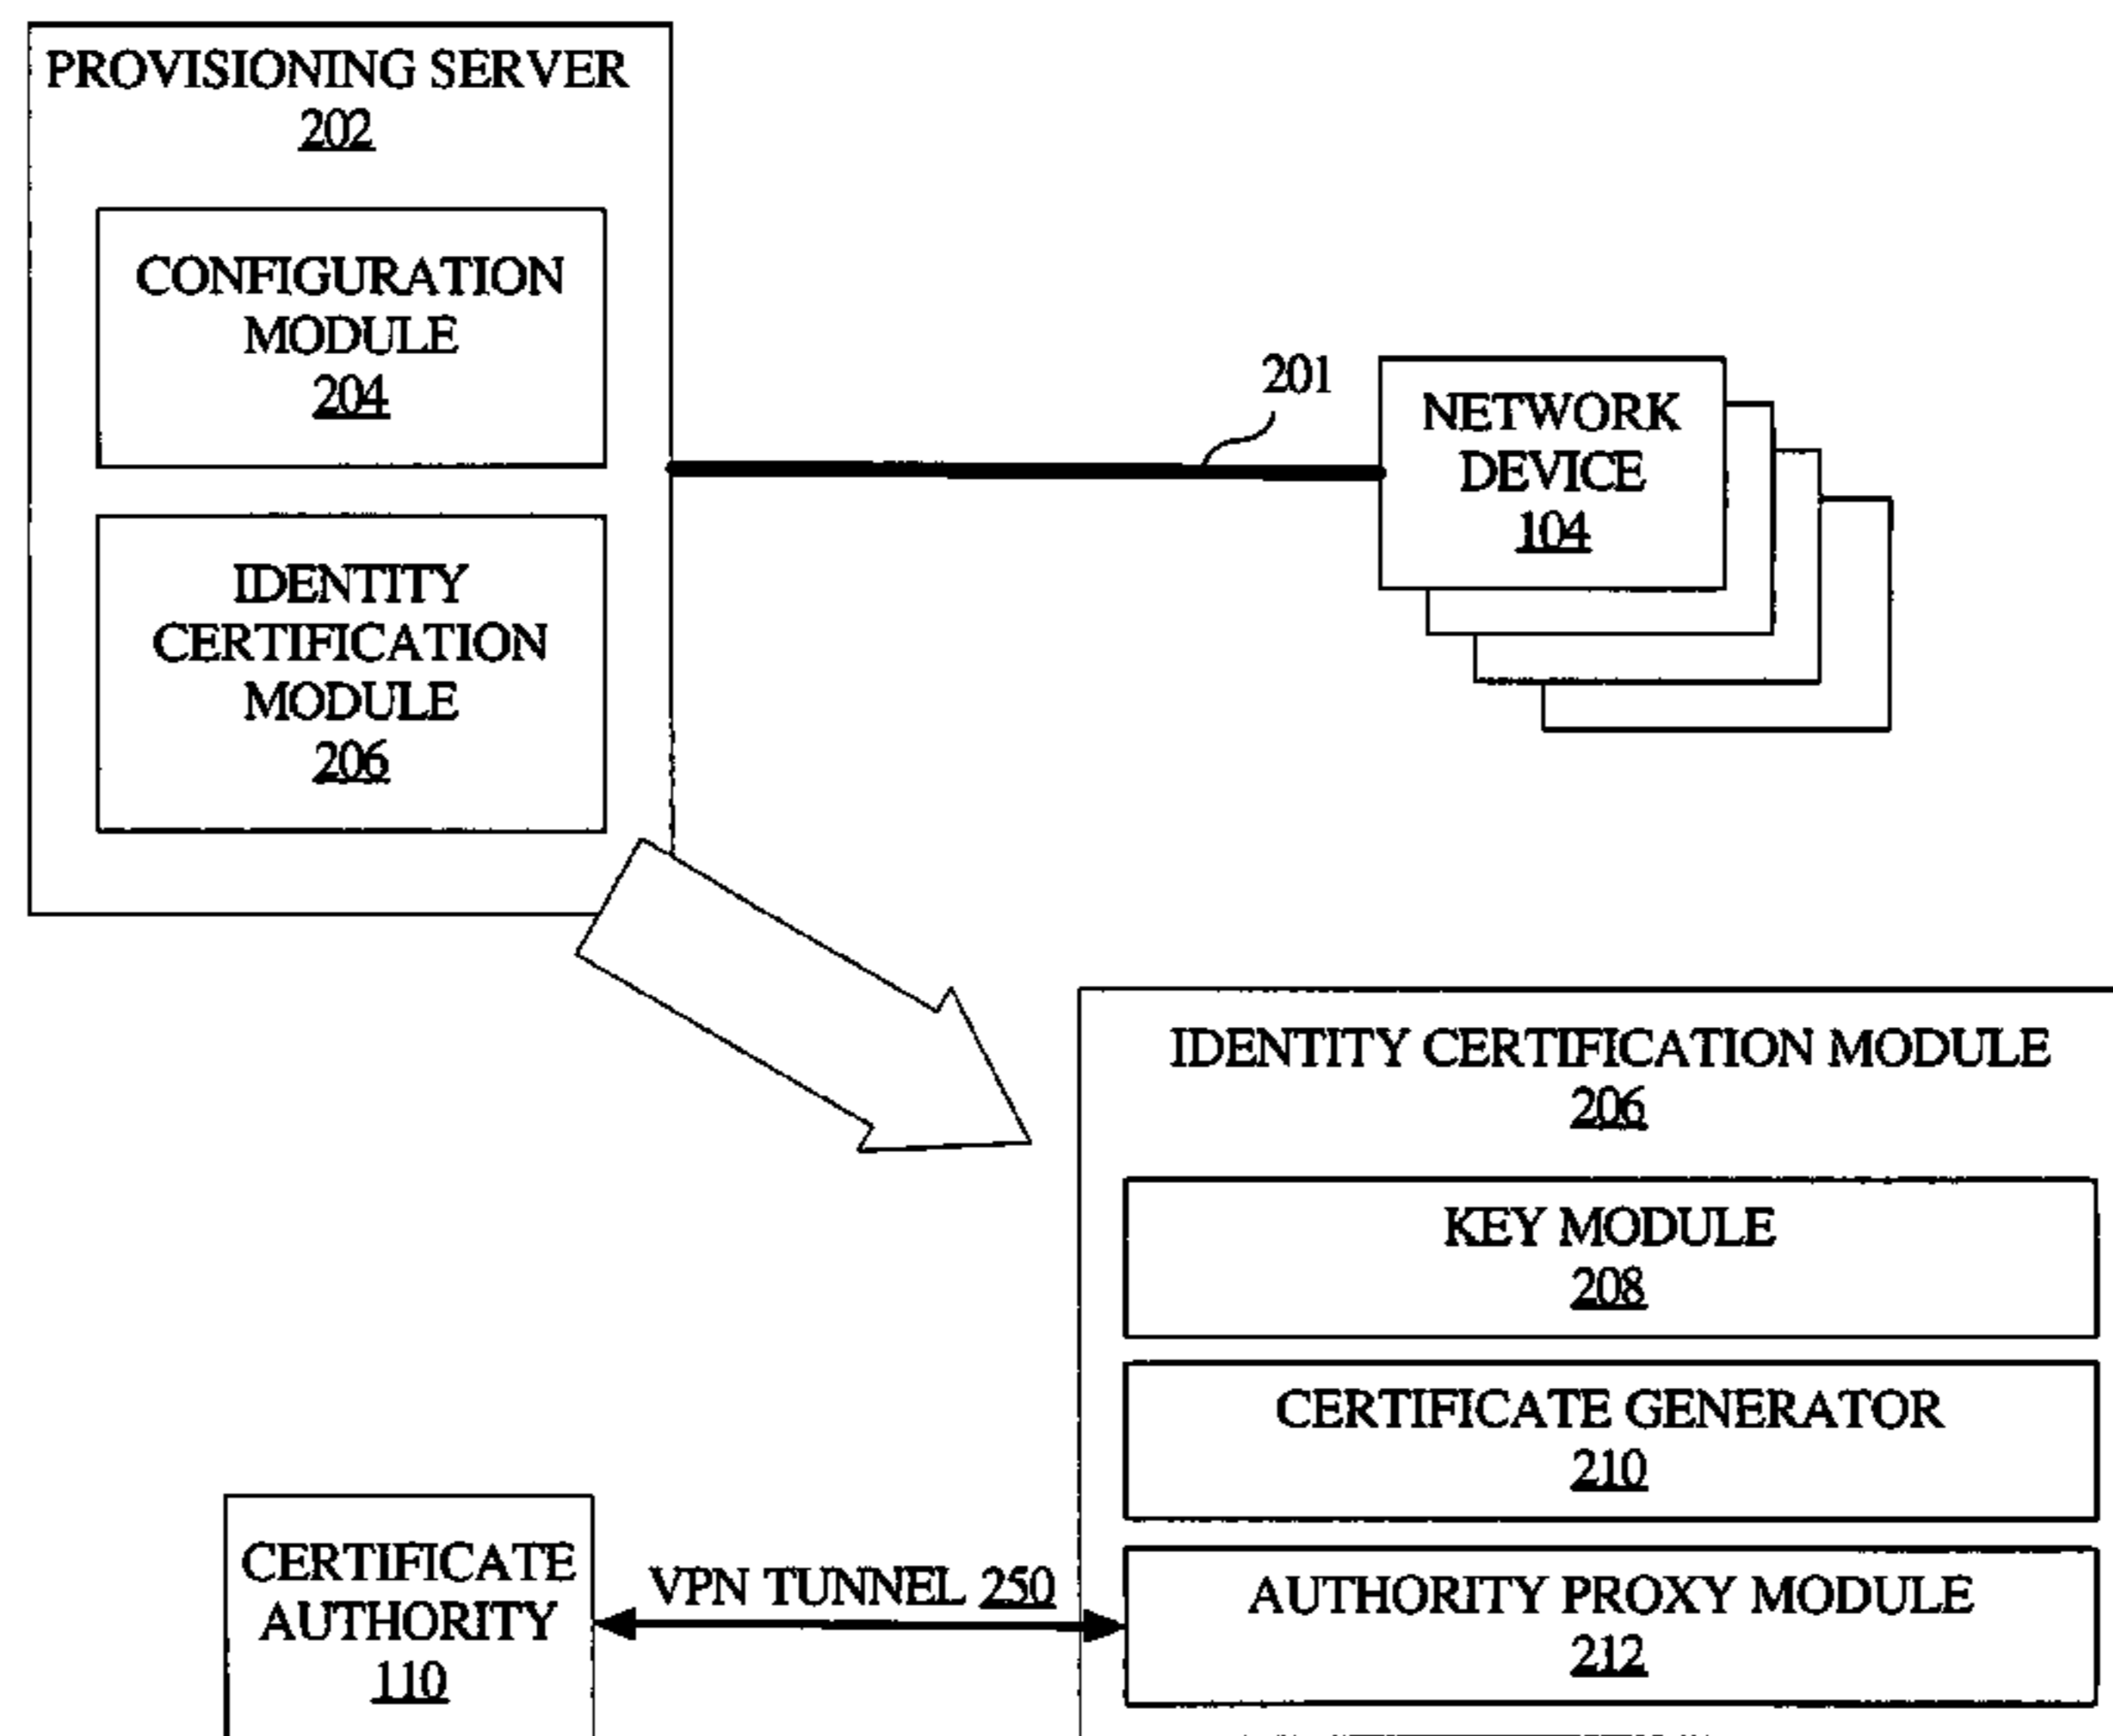 PROVISIONING SERVER
202
CONFIGURATION
MODULE
204
IDENTITY
CERTIFICATION
MODULE
206
201
NETWORK
DEVICE
104
IDENTITY CERTIFICATION MODULE
206
KEY MODULE
208
CERTIFICATE GENERATOR
210
AUTHORITY PROXY MODULE
212
VPN TUNNEL 250
CERTIFICATE
AUTHORITY
110